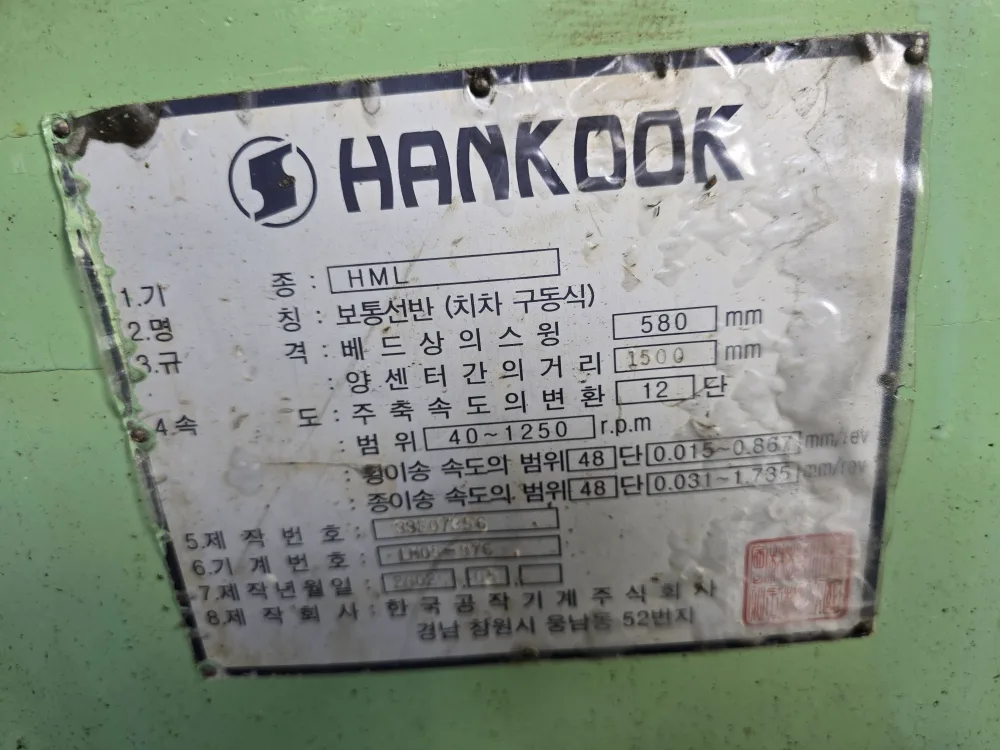 HANKOOK
1.기 종 : HML
2.명 칭 : 보통선반 (치차 구동식)
3.규 격 : 베드상의스윙 580 mm
: 양센터간의거리 1500 mm
4.속 도 : 주축속도의변환 12 단
: 범위 40~1250 r.p.m
: 횡이송 속도의 범위 48 단 0.015~0.867 mm/rev
: 종이송 속도의 범위 48 단 0.031~1.735 mm/rev
5.제작번호 :
6.기계번호 :
7.제작년월일 :
8.제작회사 : 한국공작기계주식회사
경남 창원시 웅남동 52번지